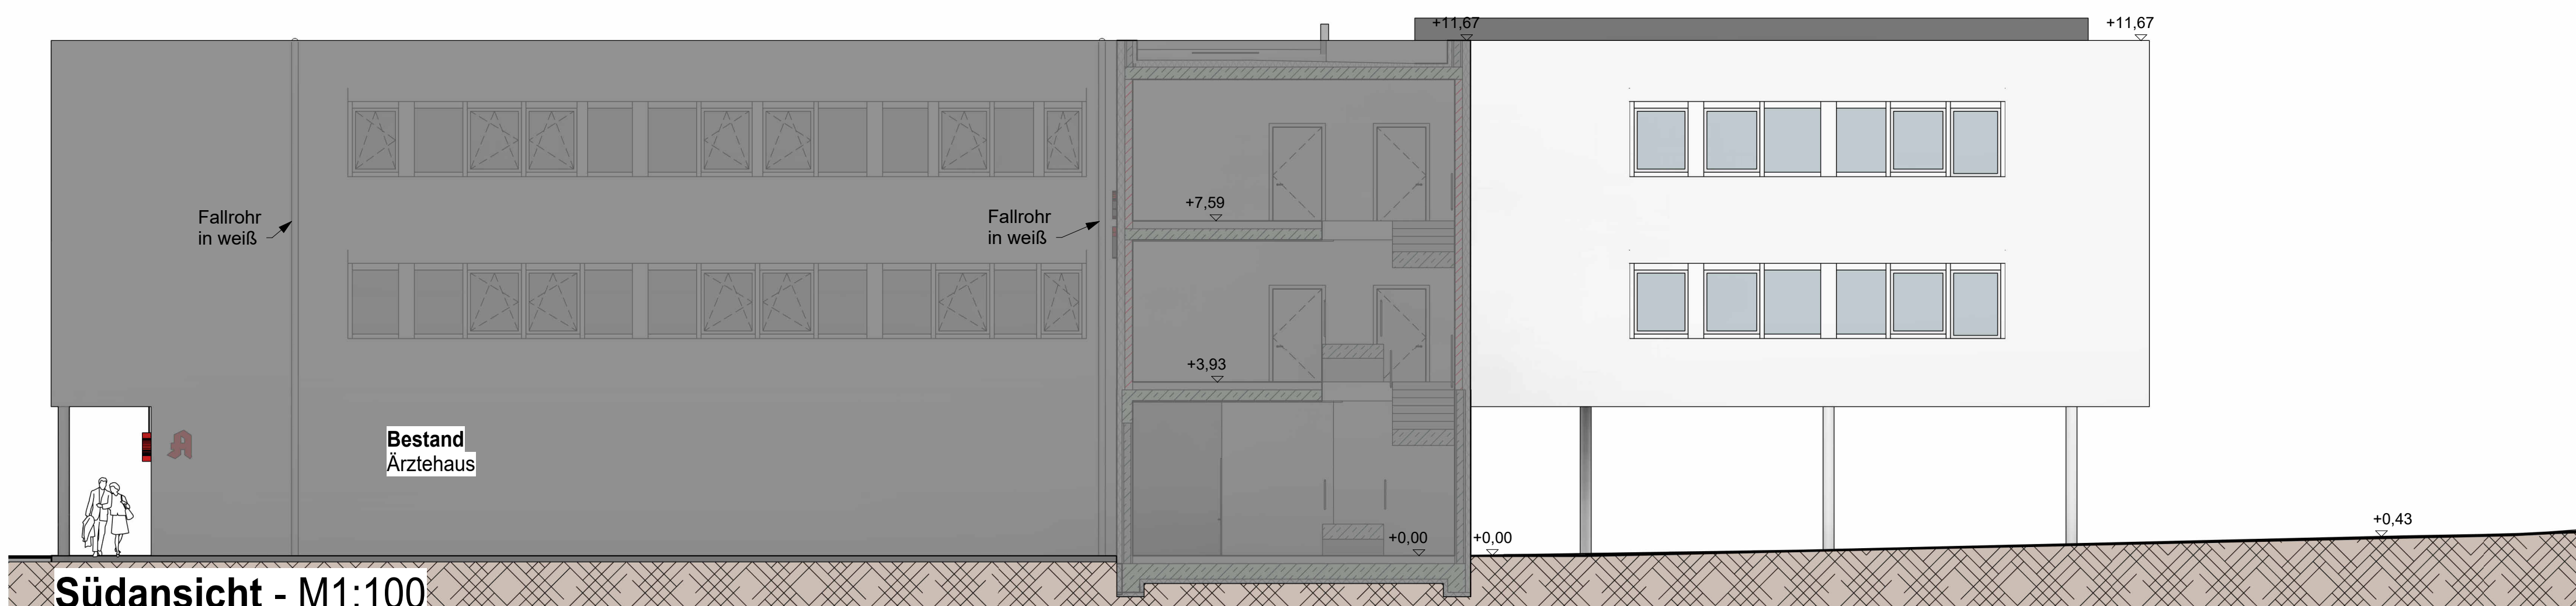 +11,67
+11,67
+7,59
Fallrohr
in weiß
Fallrohr
in weiß
+3,93
Bestand
Ärztehaus
+0,00
+0,00
+0,43
Südansicht - M1:100